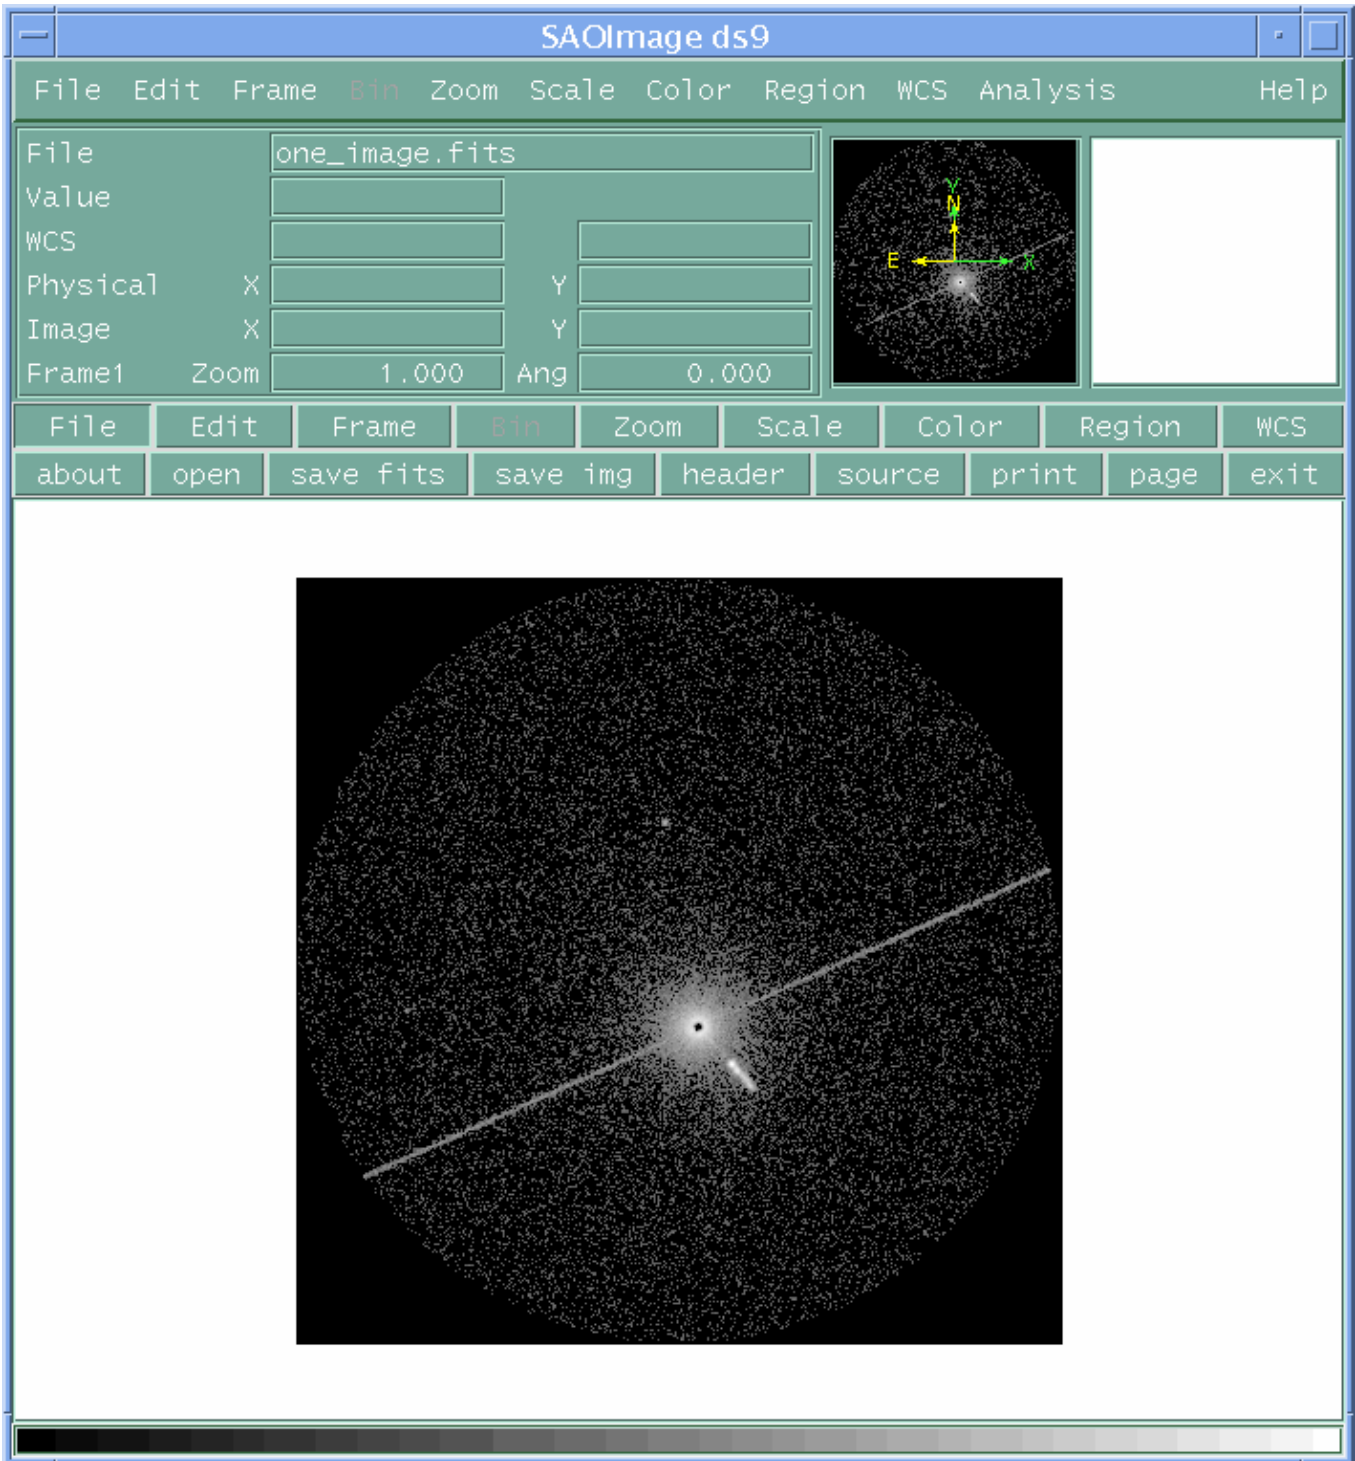 SAOImage ds9
File Edit Frame Bin Zoom Scale Color Region WCS Analysis Help
File one_image.fits
Value
WCS
Physical X Y
Image X Y
Frame1 Zoom 1.000 Ang 0.000
Y
N
E X
File Edit Frame Bin Zoom Scale Color Region WCS
about open save fits save img header source print page exit